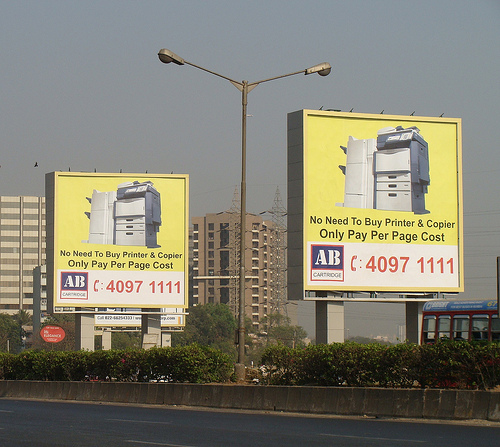 No Need To Buy Printer & Copier
Only Pay Per Page Cost
AB
CARTRIDGE
: 4097 1111
No Need To Buy Printer & Copier
Only Pay Per Page Cost
AB
CARTRIDGE
: 4097 1111